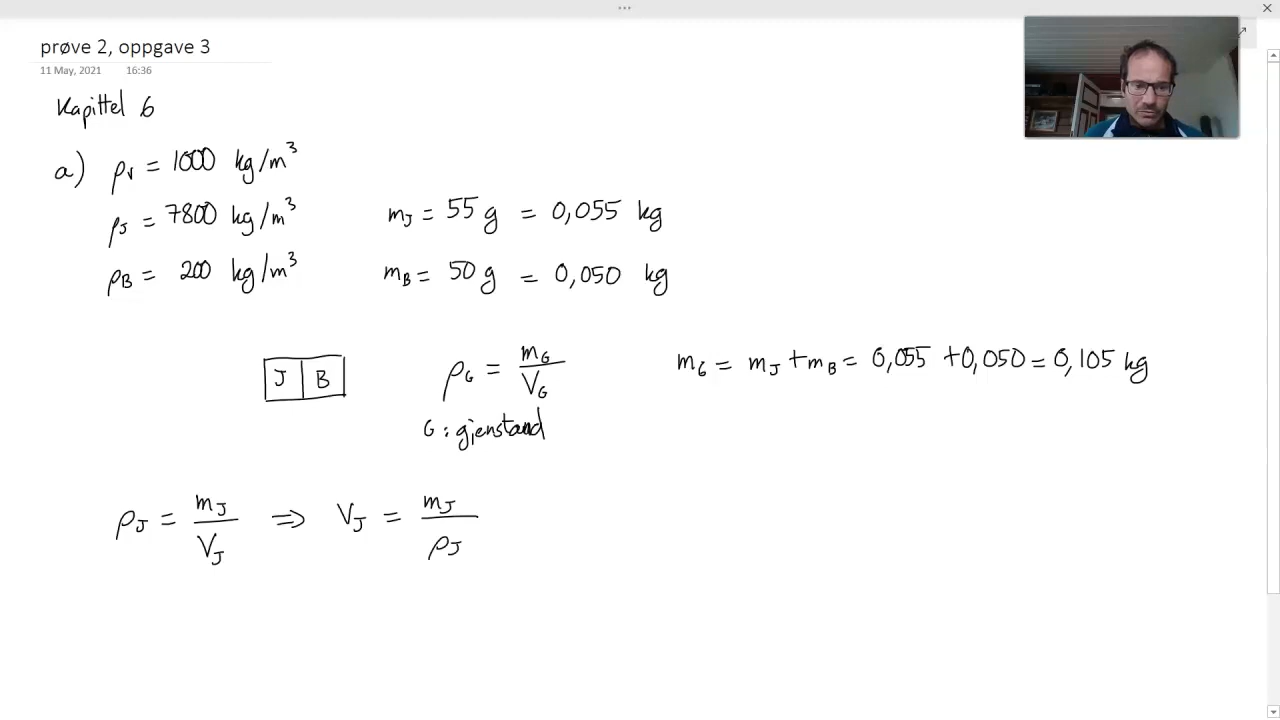 prøve 2, oppgave 3
11 May, 2021 16:36
Kapittel 6
a) ρV = 1000 kg/m³
ρJ = 7800 kg/m³ mJ = 55 g = 0,055 kg
ρB = 200 kg/m³ mB = 50 g = 0,050 kg
J B ρG = mG / VG mG = mJ + mB = 0,055 + 0,050 = 0,105 kg
G : gjenstand
ρJ = mJ / VJ ⇒ VJ = mJ / ρJ